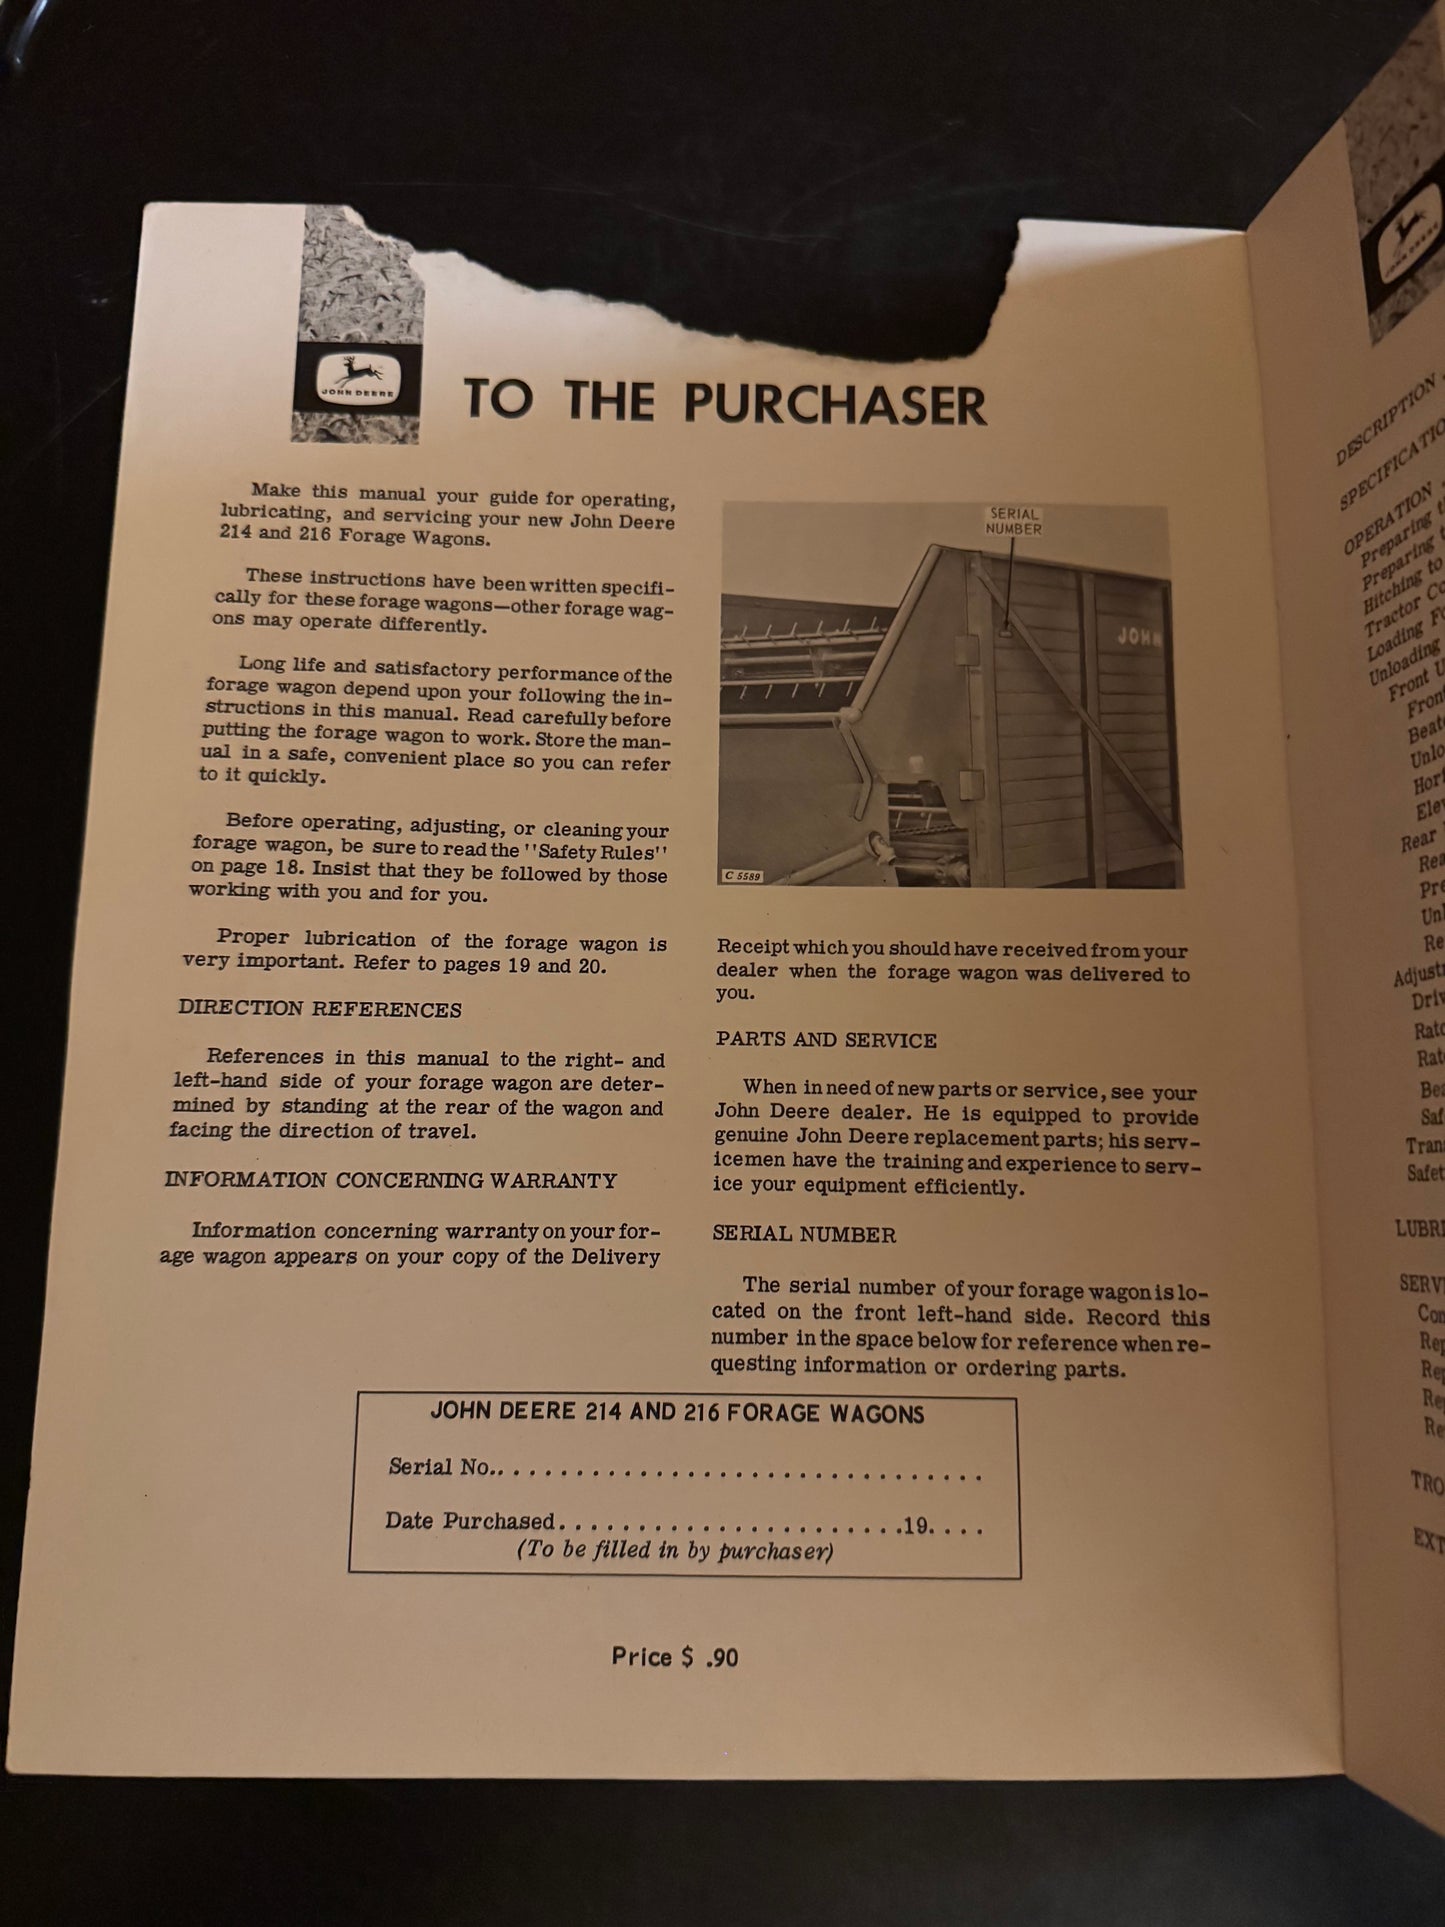 JOHN DEERE
TO THE PURCHASER
Make this manual your guide for operating,
lubricating, and servicing your new John Deere
214 and 216 Forage Wagons.
These instructions have been written specifi-
cally for these forage wagons—other forage wag-
ons may operate differently.
Long life and satisfactory performance of the
forage wagon depend upon your following the in-
structions in this manual. Read carefully before
putting the forage wagon to work. Store the man-
ual in a safe, convenient place so you can refer
to it quickly.
Before operating, adjusting, or cleaning your
forage wagon, be sure to read the ''Safety Rules''
on page 18. Insist that they be followed by those
working with you and for you.
Proper lubrication of the forage wagon is
very important. Refer to pages 19 and 20.
DIRECTION REFERENCES
References in this manual to the right- and
left-hand side of your forage wagon are deter-
mined by standing at the rear of the wagon and
facing the direction of travel.
INFORMATION CONCERNING WARRANTY
Information concerning warranty on your for-
age wagon appears on your copy of the Delivery
SERIAL
NUMBER
JOHN
C 5589
Receipt which you should have received from your
dealer when the forage wagon was delivered to
you.
PARTS AND SERVICE
When in need of new parts or service, see your
John Deere dealer. He is equipped to provide
genuine John Deere replacement parts; his serv-
icemen have the training and experience to serv-
ice your equipment efficiently.
SERIAL NUMBER
The serial number of your forage wagon is lo-
cated on the front left-hand side. Record this
number in the space below for reference when re-
questing information or ordering parts.
JOHN DEERE 214 AND 216 FORAGE WAGONS
Serial No................................
Date Purchased.......................19....
(To be filled in by purchaser)
Price $ .90
JOHN DEERE
DESCRIPTION
OPERATION
Preparing
Preparing
Hitching to
Tractor
Loading
Unloading
Front
Rear